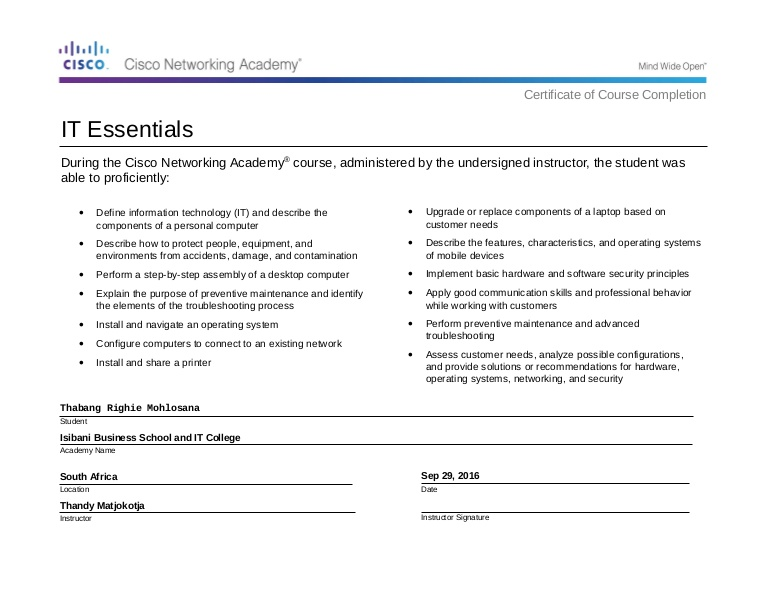 CISCO. Cisco Networking Academy® Mind Wide Open™
Certificate of Course Completion
IT Essentials
During the Cisco Networking Academy® course, administered by the undersigned instructor, the student was
able to proficiently:
• Define information technology (IT) and describe the
components of a personal computer
• Describe how to protect people, equipment, and
environments from accidents, damage, and contamination
• Perform a step-by-step assembly of a desktop computer
• Explain the purpose of preventive maintenance and identify
the elements of the troubleshooting process
• Install and navigate an operating system
• Configure computers to connect to an existing network
• Install and share a printer
• Upgrade or replace components of a laptop based on
customer needs
• Describe the features, characteristics, and operating systems
of mobile devices
• Implement basic hardware and software security principles
• Apply good communication skills and professional behavior
while working with customers
• Perform preventive maintenance and advanced
troubleshooting
• Assess customer needs, analyze possible configurations,
and provide solutions or recommendations for hardware,
operating systems, networking, and security
Thabang Righie Mohlosana
Student
Isibani Business School and IT College
Academy Name
South Africa
Location
Sep 29, 2016
Date
Thandy Matjokotja
Instructor
Instructor Signature